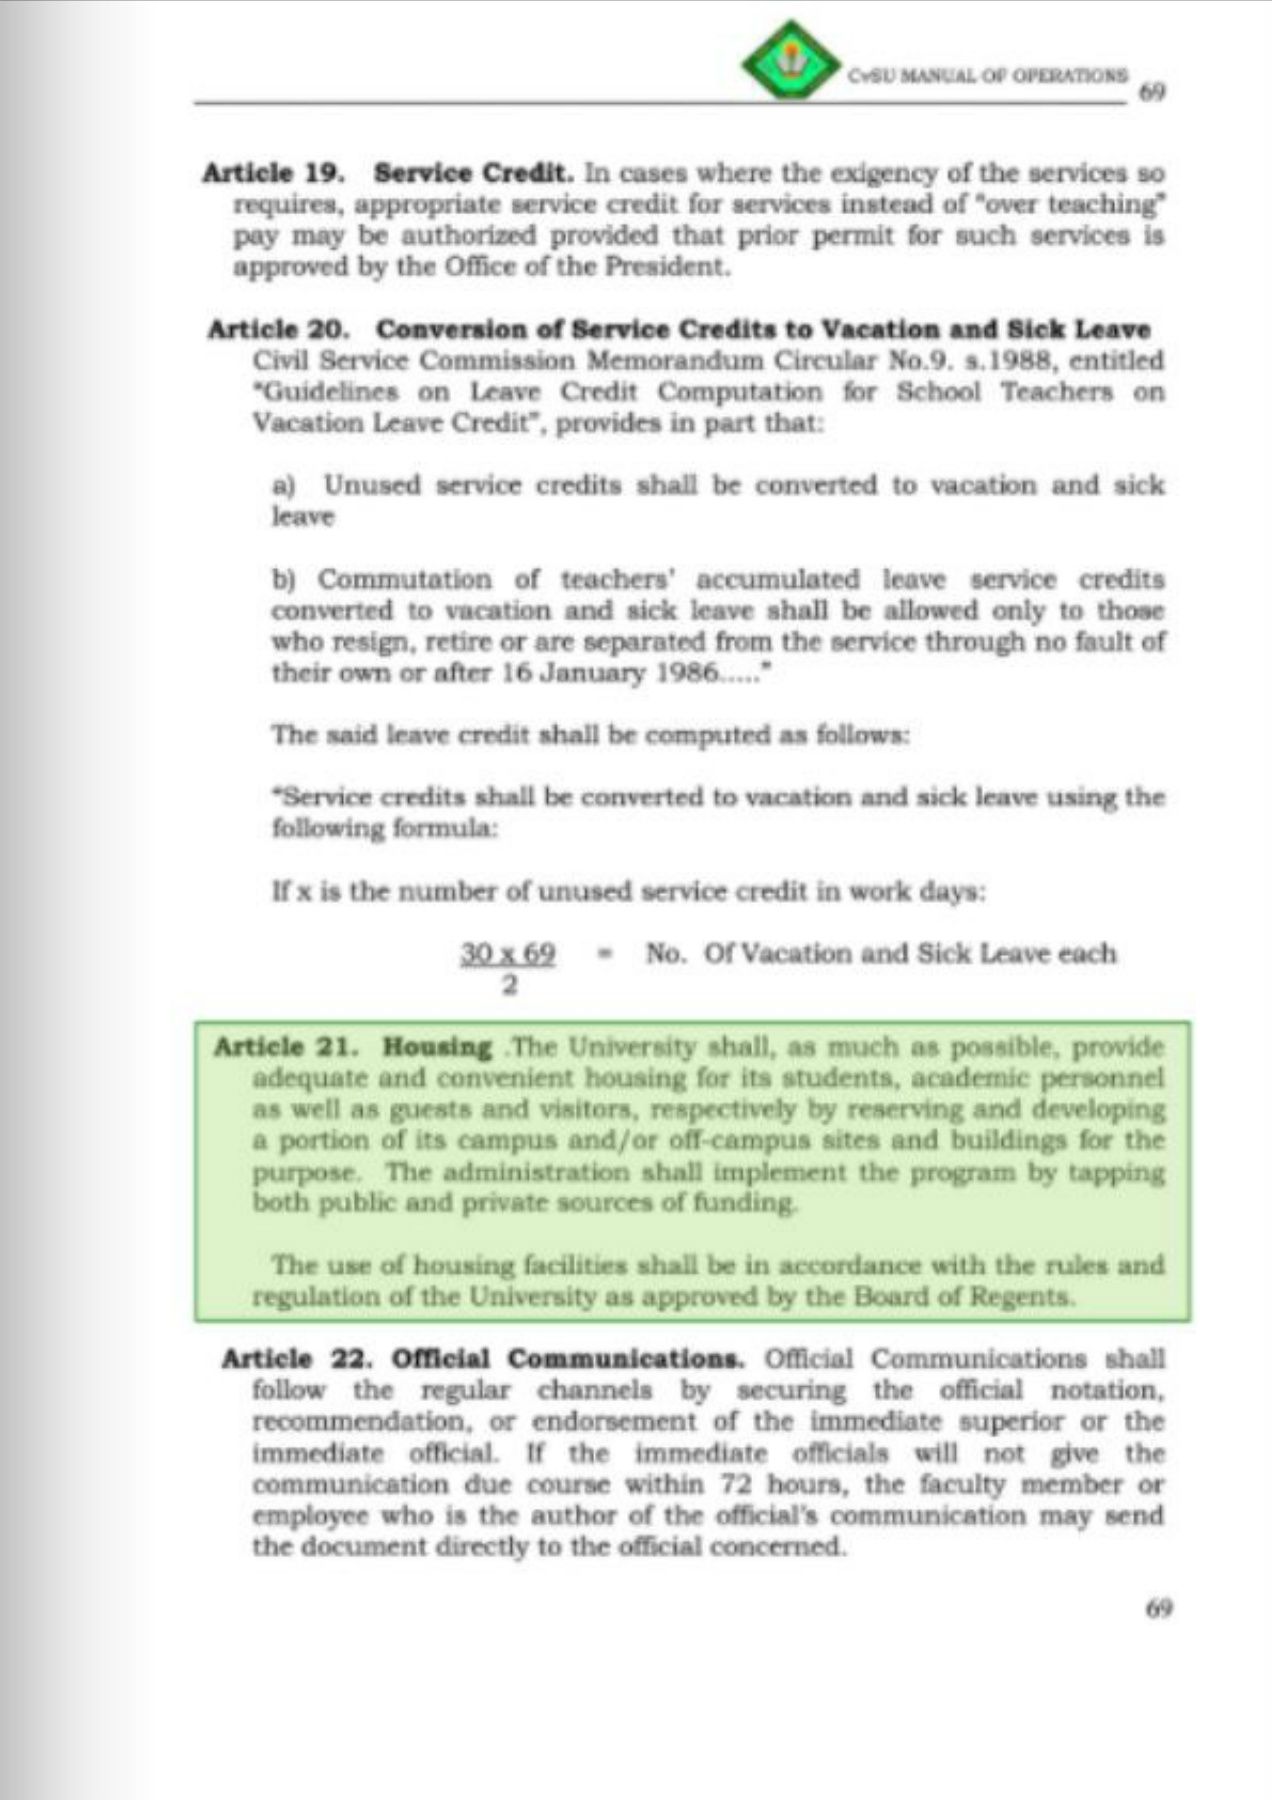 CvSU MANUAL OF OPERATIONS
69
Article 19. Service Credit. In cases where the exigency of the services so
requires, appropriate service credit for services instead of "over teaching"
pay may be authorized provided that prior permit for such services is
approved by the Office of the President.
Article 20. Conversion of Service Credits to Vacation and Sick Leave
Civil Service Commission Memorandum Circular No.9. s.1988, entitled
"Guidelines on Leave Credit Computation for School Teachers on
Vacation Leave Credit", provides in part that:
a) Unused service credits shall be converted to vacation and sick
leave
b) Commutation of teachers' accumulated leave service credits
converted to vacation and sick leave shall be allowed only to those
who resign, retire or are separated from the service through no fault of
their own or after 16 January 1986....."
The said leave credit shall be computed as follows:
"Service credits shall be converted to vacation and sick leave using the
following formula:
If x is the number of unused service credit in work days:
30 x 69 = No. Of Vacation and Sick Leave each
2
Article 21. Housing .The University shall, as much as possible, provide
adequate and convenient housing for its students, academic personnel
as well as guests and visitors, respectively by reserving and developing
a portion of its campus and/or off-campus sites and buildings for the
purpose. The administration shall implement the program by tapping
both public and private sources of funding.
The use of housing facilities shall be in accordance with the rules and
regulation of the University as approved by the Board of Regents.
Article 22. Official Communications. Official Communications shall
follow the regular channels by securing the official notation,
recommendation, or endorsement of the immediate superior or the
immediate official. If the immediate officials will not give the
communication due course within 72 hours, the faculty member or
employee who is the author of the official's communication may send
the document directly to the official concerned.
69